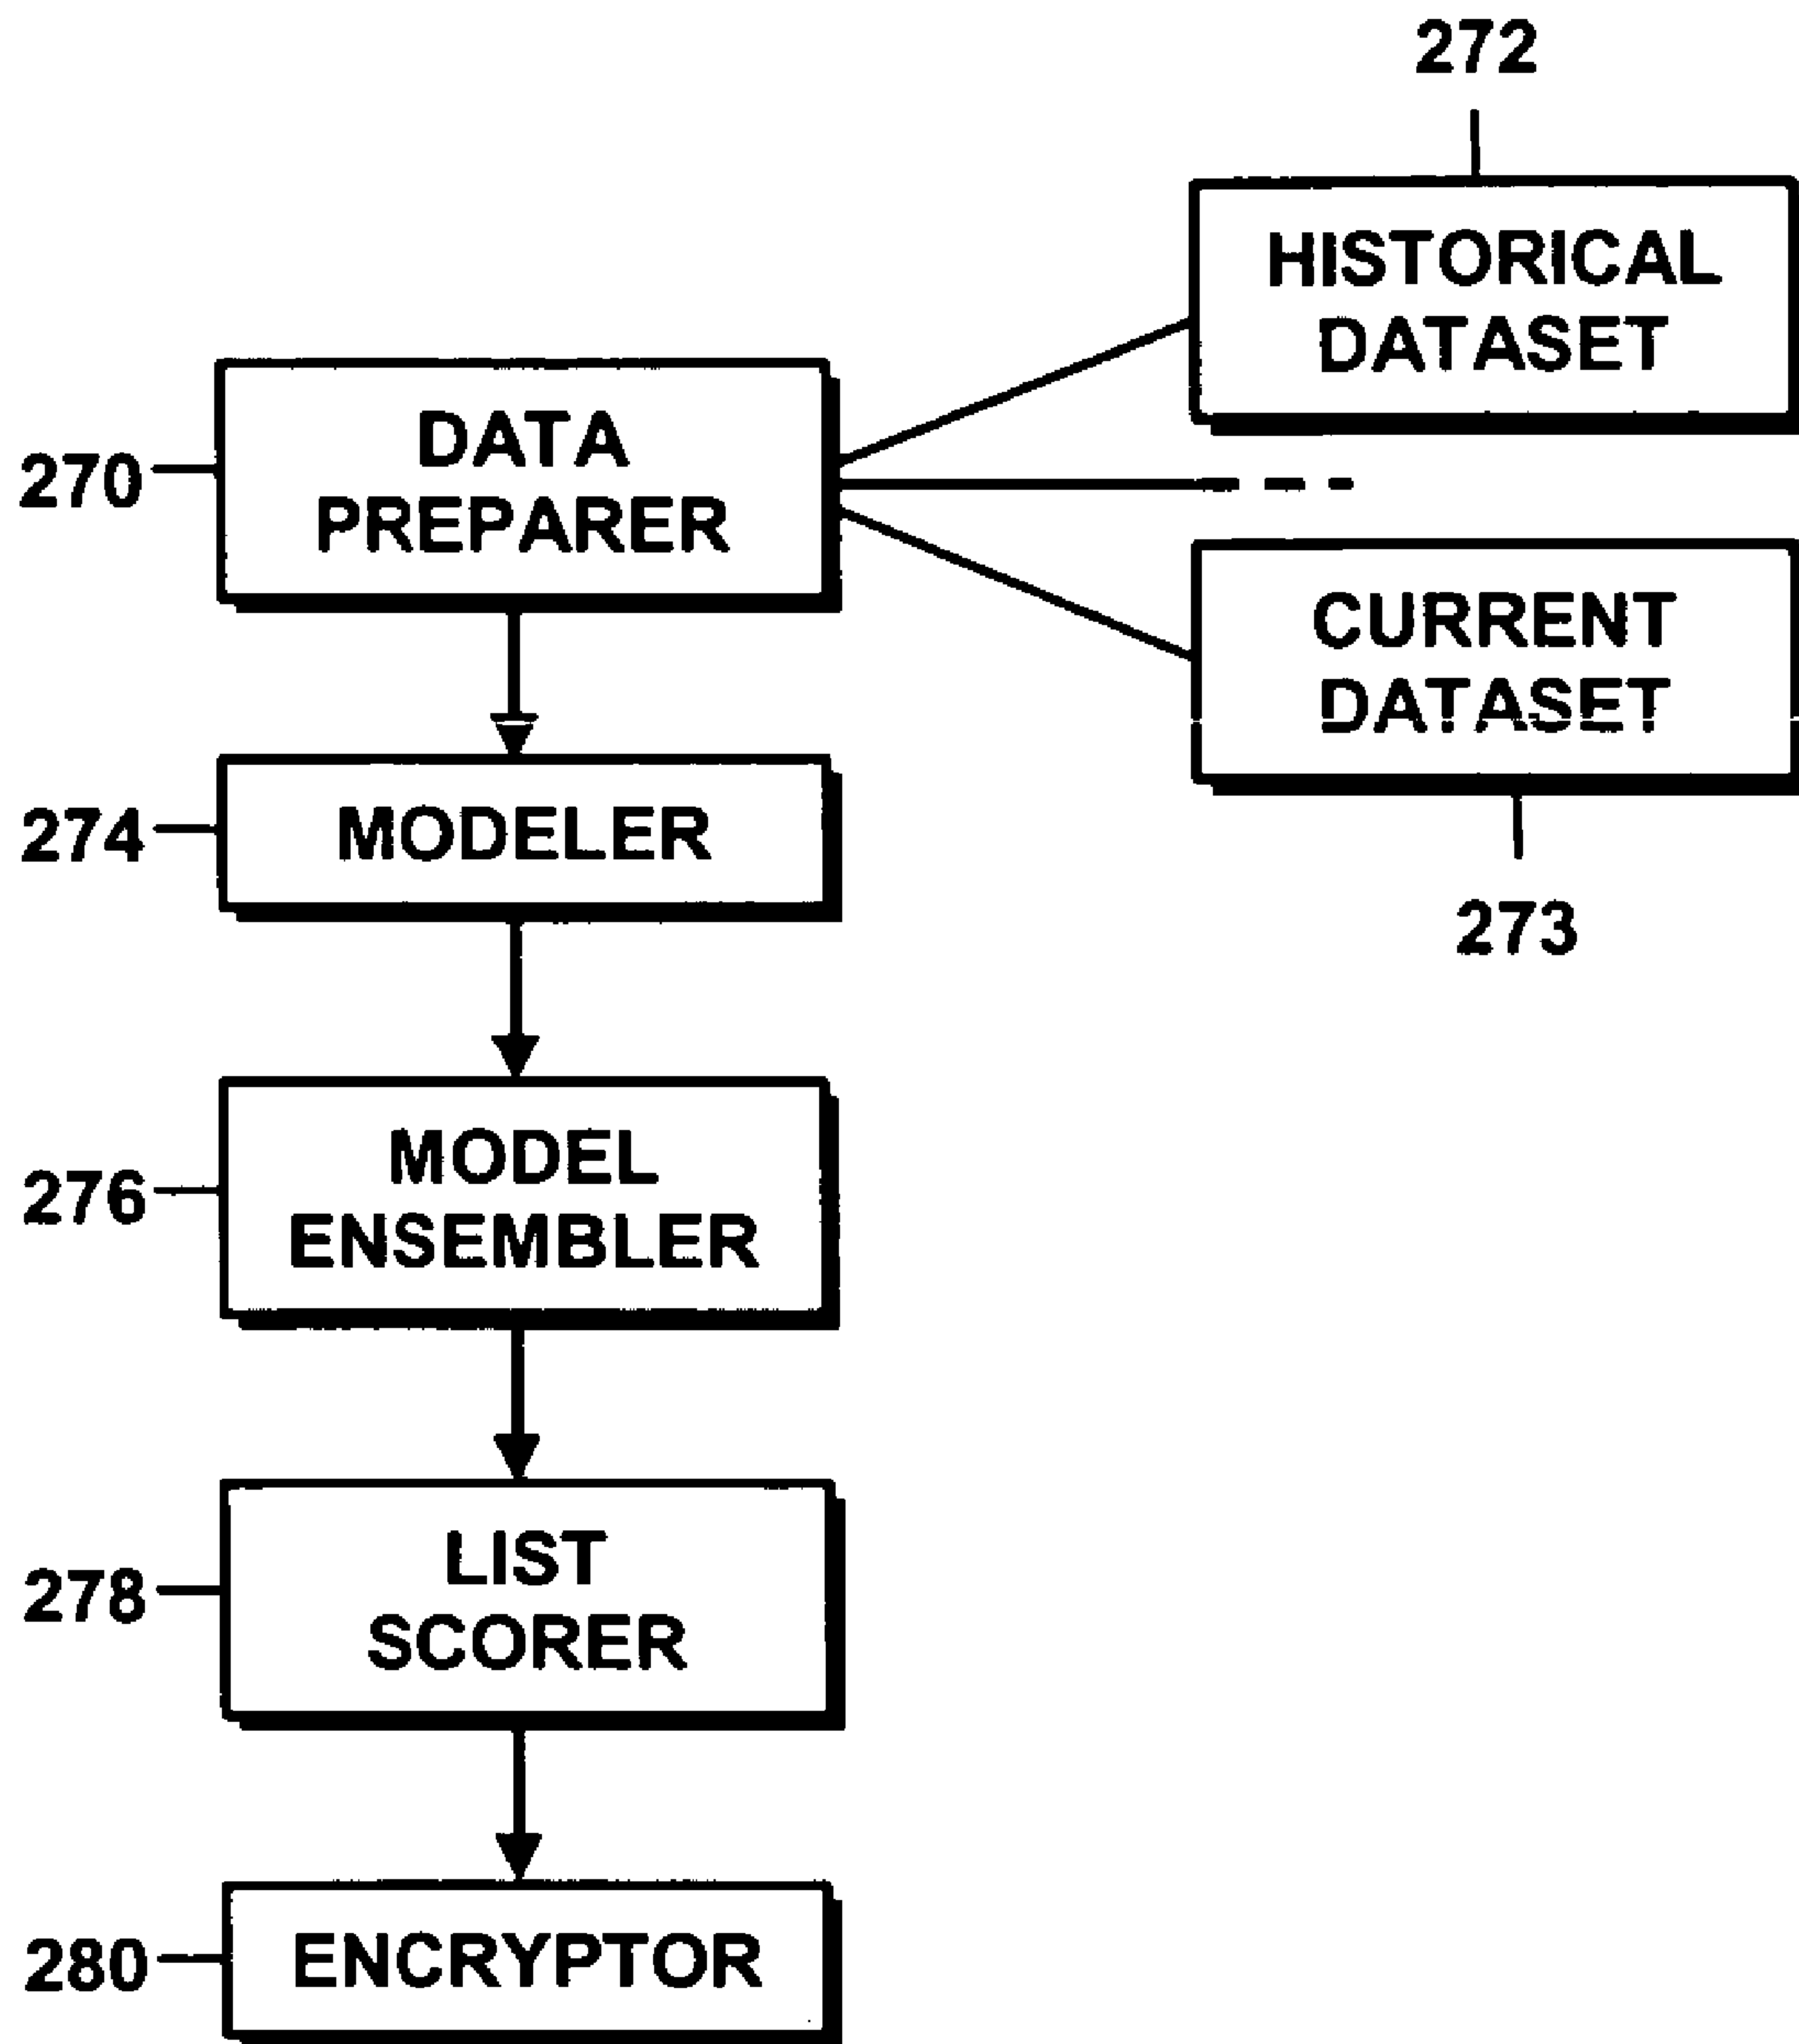 272
HISTORICAL
DATASET
DATA
PREPARER
270
CURRENT
DATASET
273
274
MODELER
276
MODEL
ENSEMBLER
278
LIST
SCORER
280
ENCRYPTOR